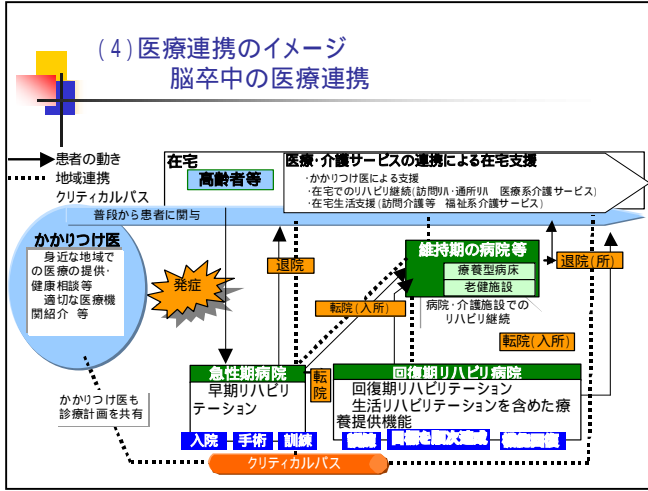 (4)医療連携のイメージ
脳卒中の医療連携
患者の動き
地域連携
クリティカルパス
在宅
高齢者等
医療・介護サービスの連携による在宅支援
・かかりつけ医による支援
・在宅でのリハビリ継続(訪問リハ・通所リハ 医療系介護サービス)
・在宅生活支援(訪問介護等 福祉系介護サービス)
普段から患者に関与
かかりつけ医
身近な地域で
の医療の提供・
健康相談等
適切な医療機
関紹介 等
発症
退院
維持期の病院等
療養型病床
老健施設
病院・介護施設での
リハビリ継続
退院(所)
転院(入所)
転院(入所)
急性期病院
早期リハビリ
テーション
入院
手術
訓練
転
院
回復期リハビリ病院
回復期リハビリテーション
生活リハビリテーションを含めた療
養提供機能
訓練
目標を順次達成
機能回復
かかりつけ医も
診療計画を共有
クリティカルパス